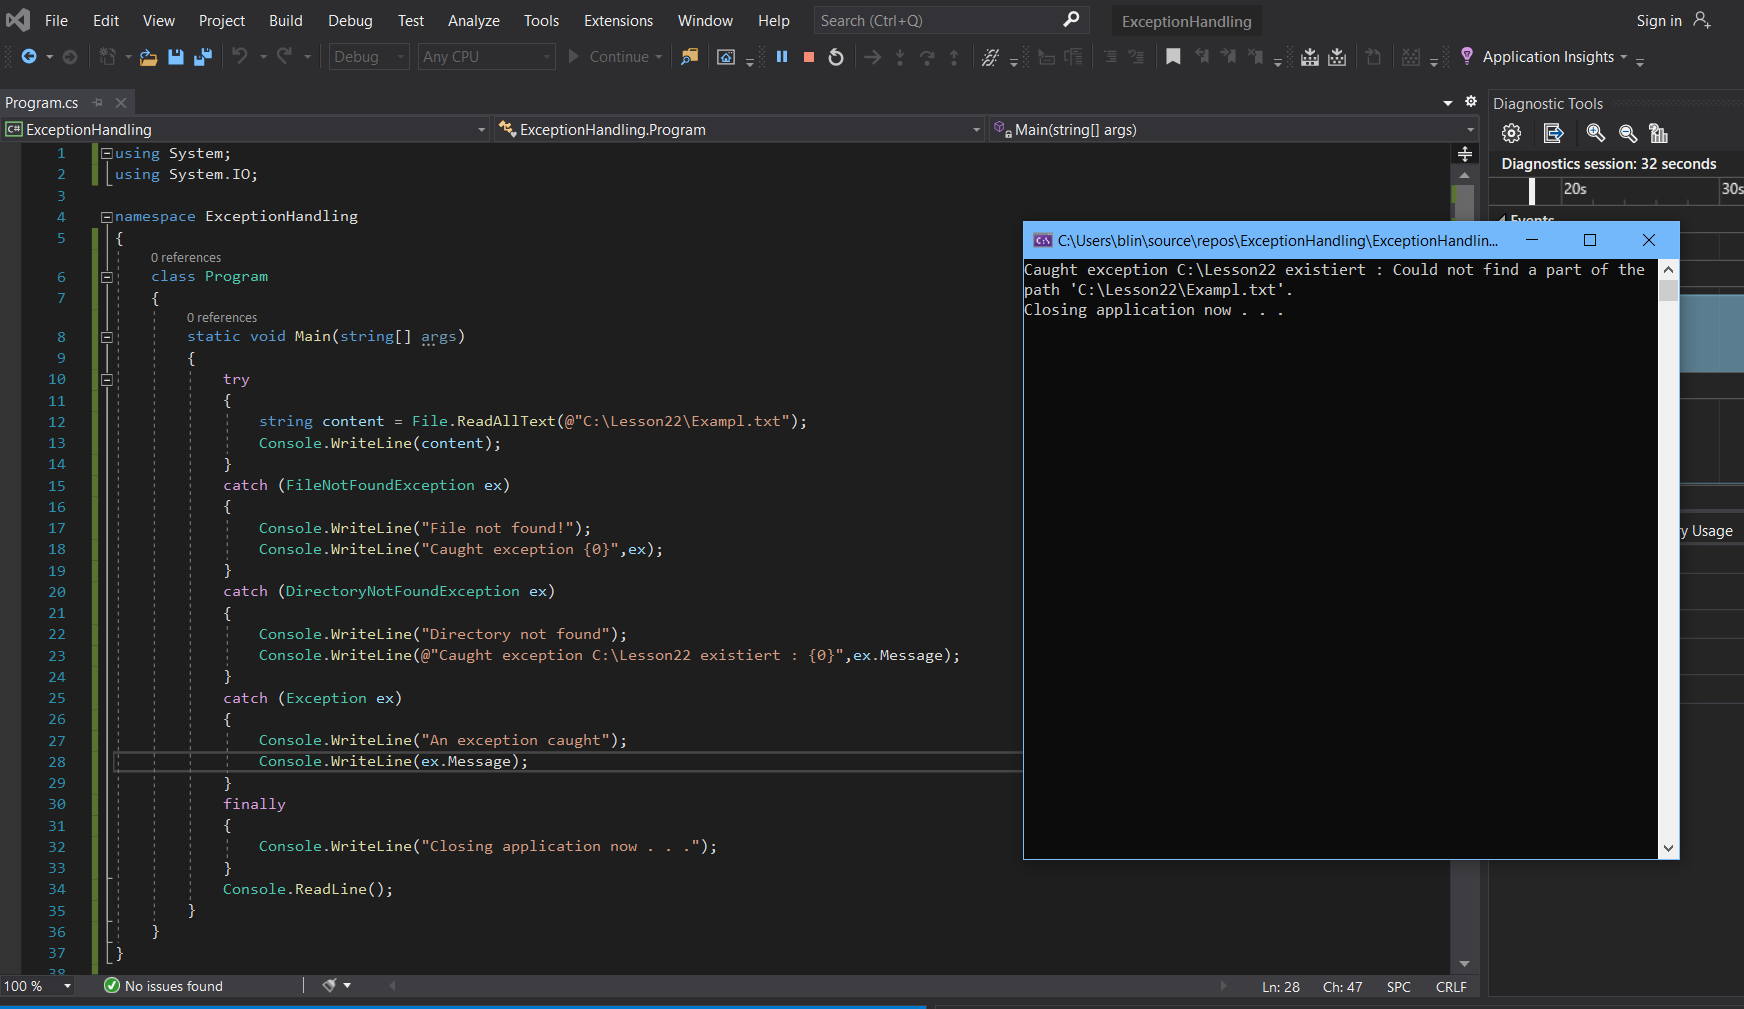 File Edit View Project Build Debug Test Analyze Tools Extensions Window Help Search (Ctrl+Q) ExceptionHandling Sign in
Debug Any CPU Continue Application Insights
Program.cs
ExceptionHandling ExceptionHandling.Program Main(string[] args)
1 using System;
2 using System.IO;
3
4 namespace ExceptionHandling
5 {
0 references
6 class Program
7 {
0 references
8 static void Main(string[] args)
9 {
10 try
11 {
12 string content = File.ReadAllText(@"C:\Lesson22\Exampl.txt");
13 Console.WriteLine(content);
14 }
15 catch (FileNotFoundException ex)
16 {
17 Console.WriteLine("File not found!");
18 Console.WriteLine("Caught exception {0}",ex);
19 }
20 catch (DirectoryNotFoundException ex)
21 {
22 Console.WriteLine("Directory not found");
23 Console.WriteLine(@"Caught exception C:\Lesson22 existiert : {0}",ex.Message);
24 }
25 catch (Exception ex)
26 {
27 Console.WriteLine("An exception caught");
28 Console.WriteLine(ex.Message);
29 }
30 finally
31 {
32 Console.WriteLine("Closing application now . . .");
33 }
34 Console.ReadLine();
35 }
36 }
37 }
38
100 % No issues found Ln: 28 Ch: 47 SPC CRLF
Diagnostic Tools
Diagnostics session: 32 seconds
20s 30s
Events
C:\Users\blin\source\repos\ExceptionHandling\ExceptionHandlin...
Caught exception C:\Lesson22 existiert : Could not find a part of the
path 'C:\Lesson22\Exampl.txt'.
Closing application now . . .
y Usage